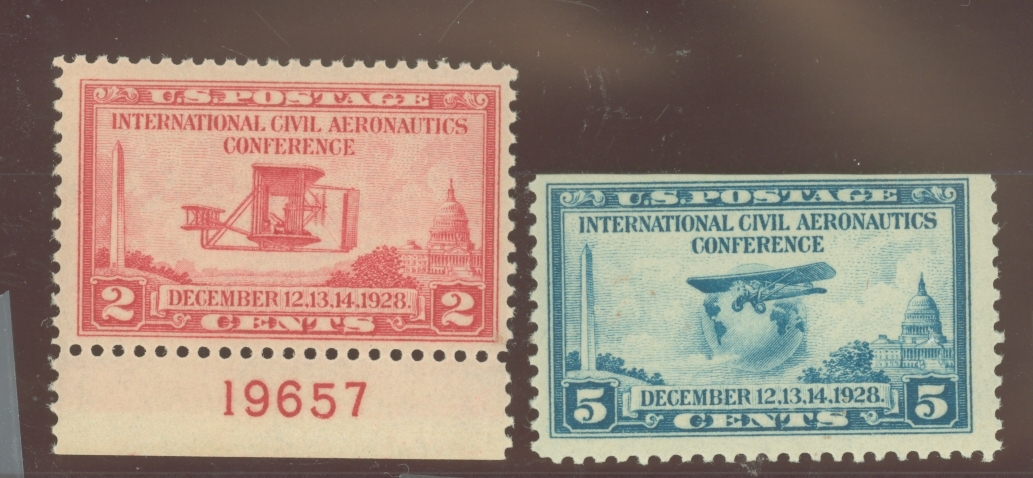 U.S. POSTAGE
INTERNATIONAL CIVIL AERONAUTICS
CONFERENCE
2 2
DECEMBER 12.13.14.1928.
CENTS
19657
U.S. POSTAGE
INTERNATIONAL CIVIL AERONAUTICS
CONFERENCE
5 5
DECEMBER 12.13.14.1928.
CENTS